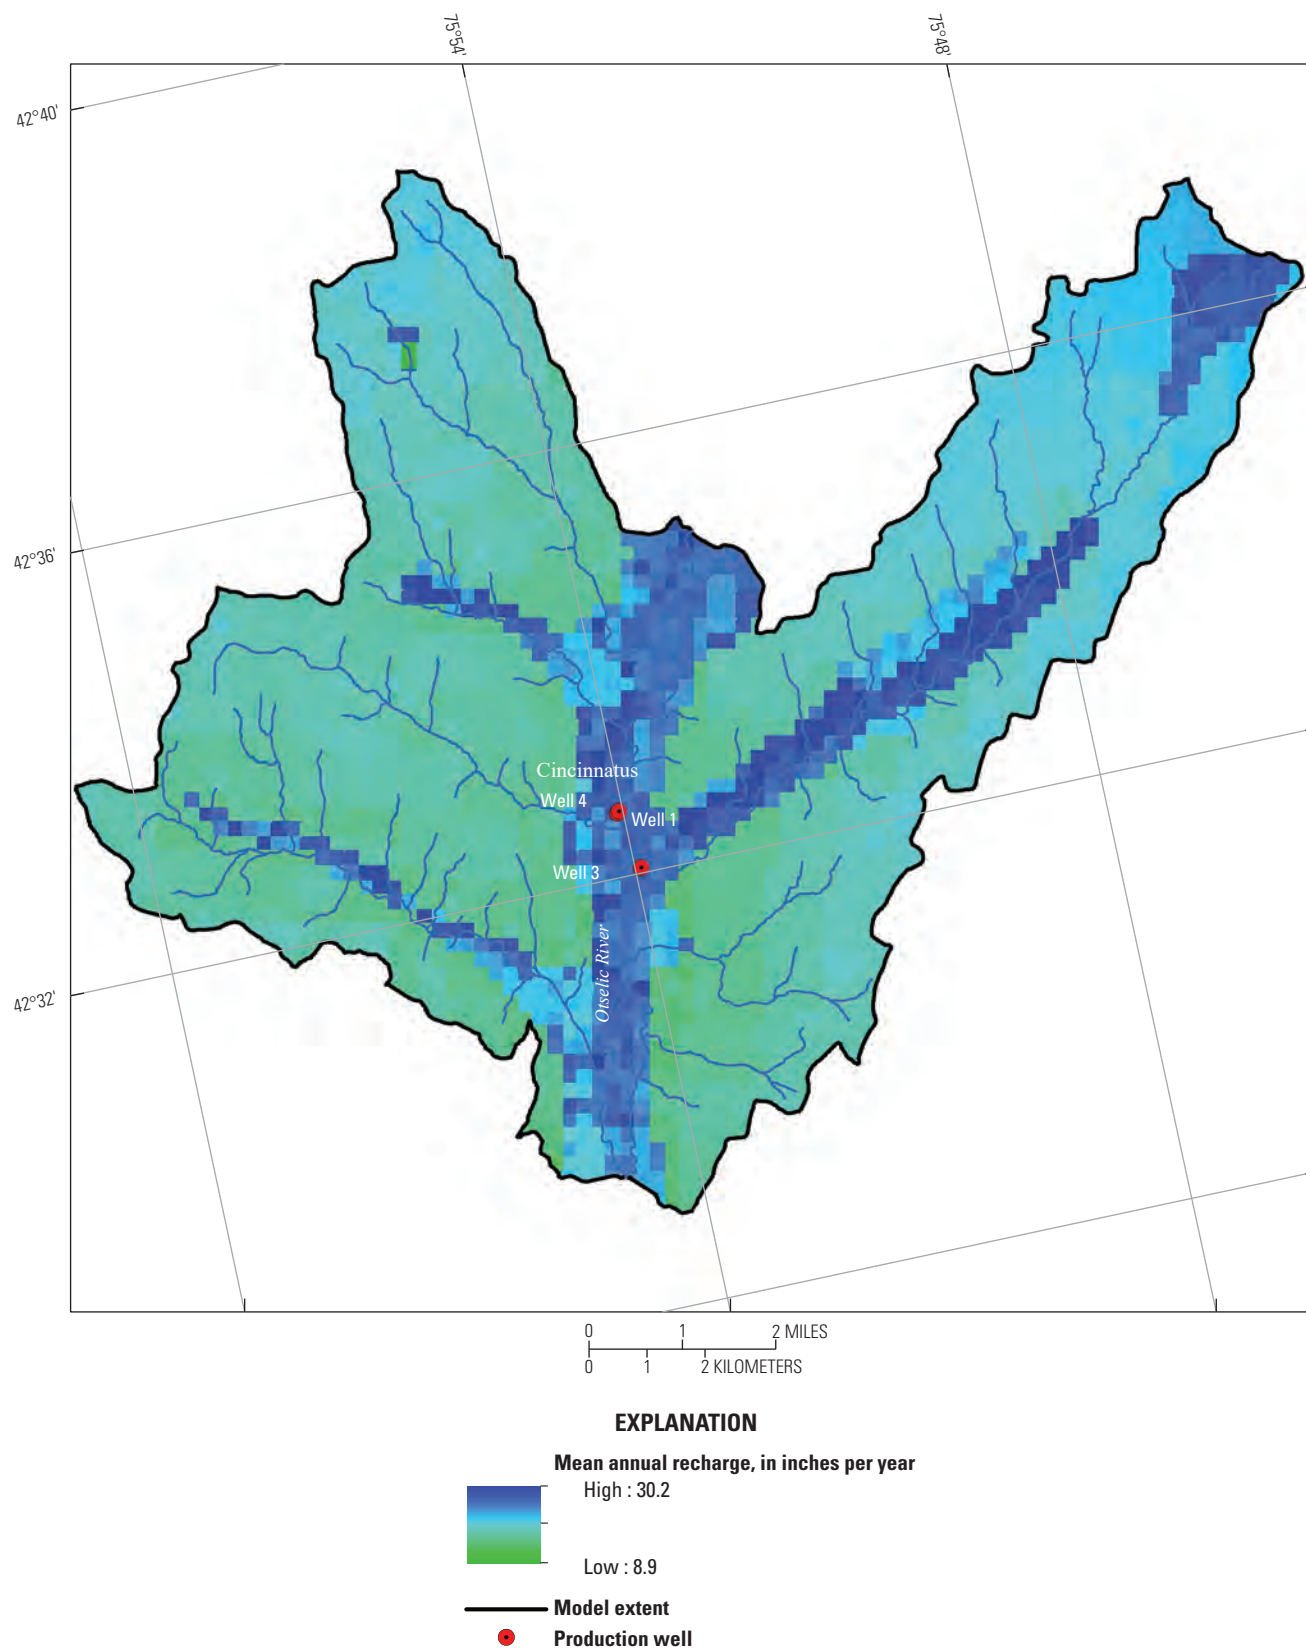 75°54'
75°48'
42°40'
42°36'
42°32'
Cincinnatus
Well 4
Well 1
Well 3
Otselic River
0 1 2 MILES
0 1 2 KILOMETERS
EXPLANATION
Mean annual recharge, in inches per year
High : 30.2
Low : 8.9
Model extent
Production well